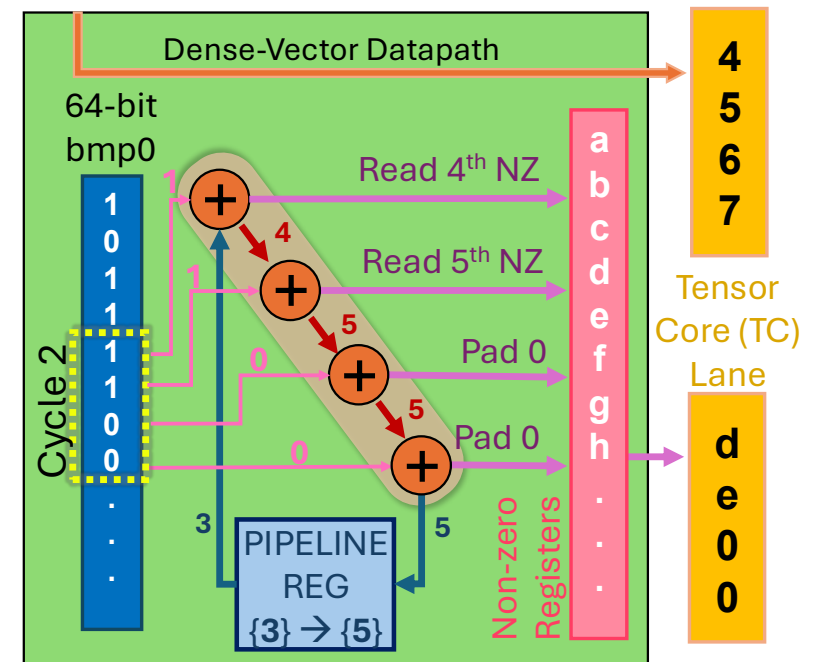 Dense-Vector Datapath
64-bit
bmp0
1
0
1
1
1
1
0
0
.
.
.
Cycle 2
1
1
0
0
+
+
+
+
4
5
5
3
5
Read 4th NZ
Read 5th NZ
Pad 0
Pad 0
PIPELINE
REG
{3} → {5}
Non-zero
Registers
a
b
c
d
e
f
g
h
.
.
.
4
5
6
7
Tensor
Core (TC)
Lane
d
e
0
0